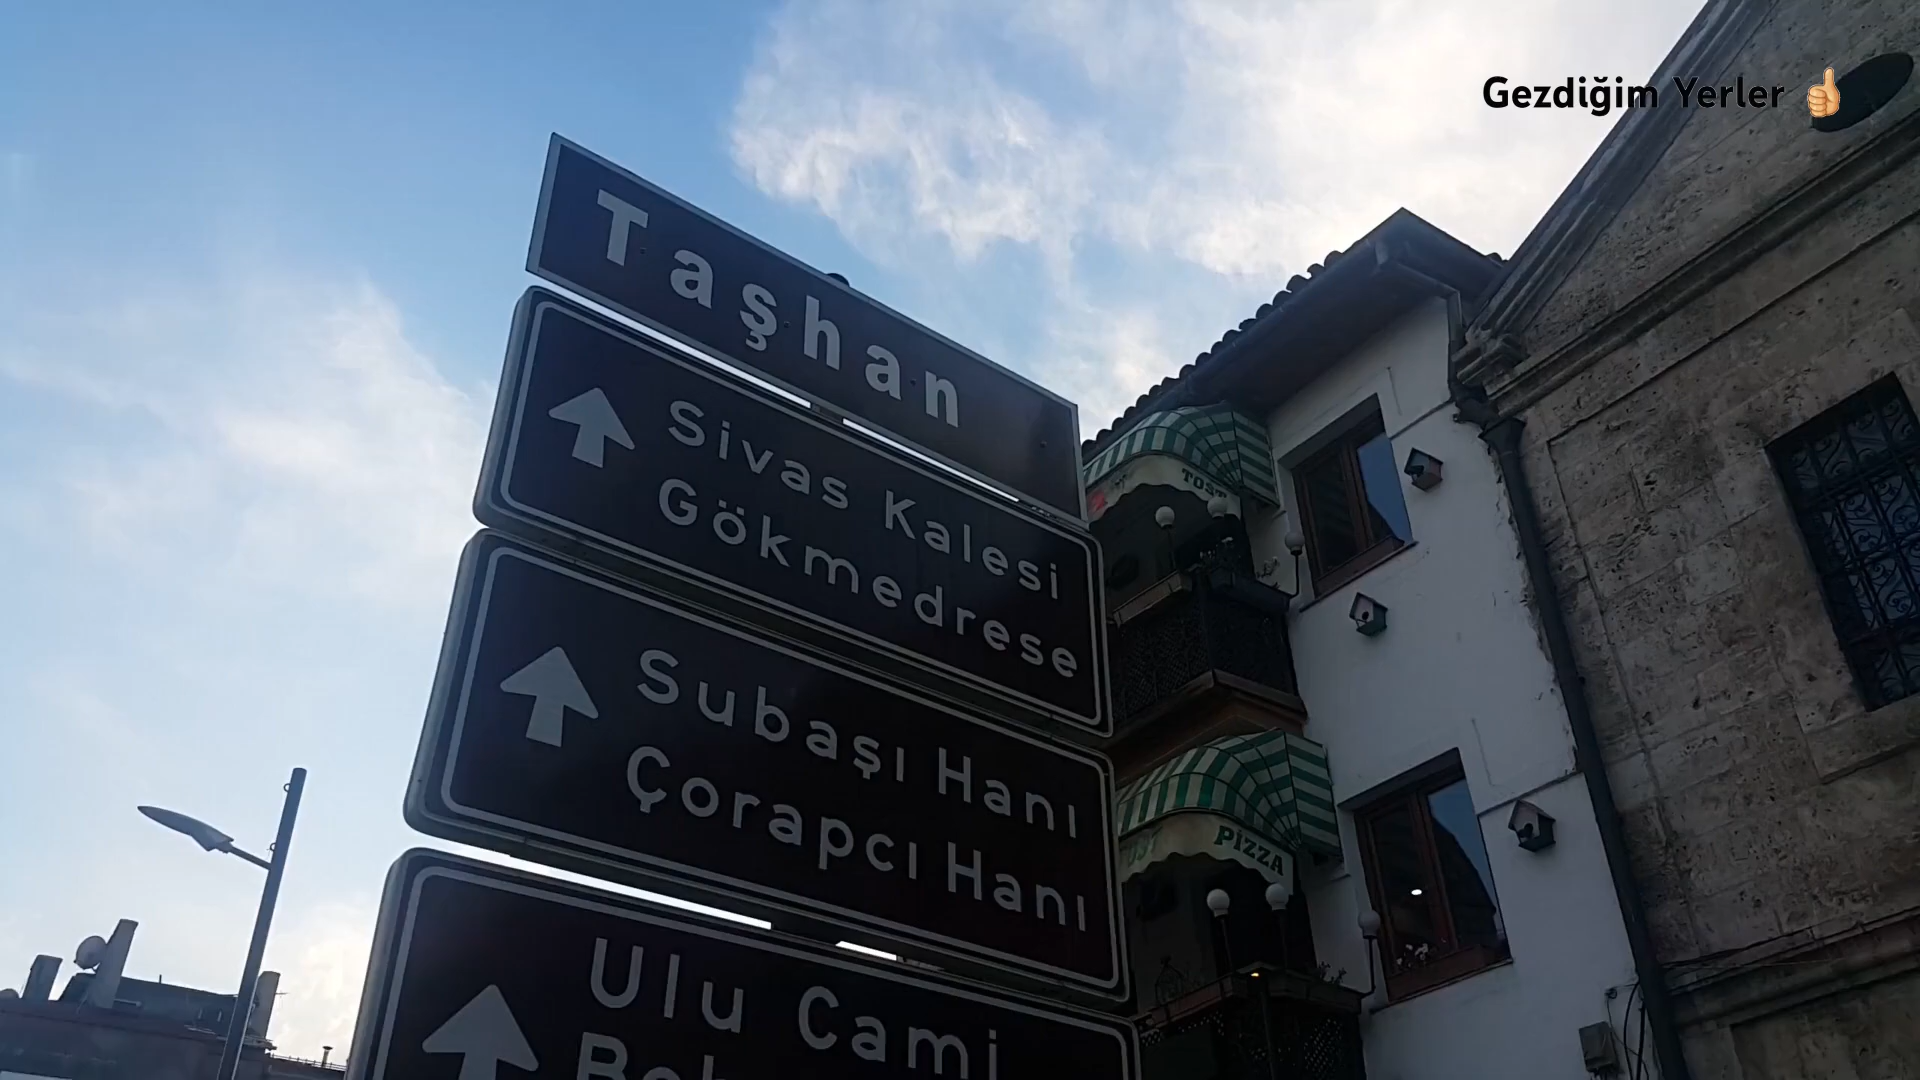 Gezdiğim Yerler 👍
Taşhan
Sivas Kalesi
Gökmedrese
Subaşı Hanı
Çorapcı Hanı
Ulu Cami
TOST
PİZZA